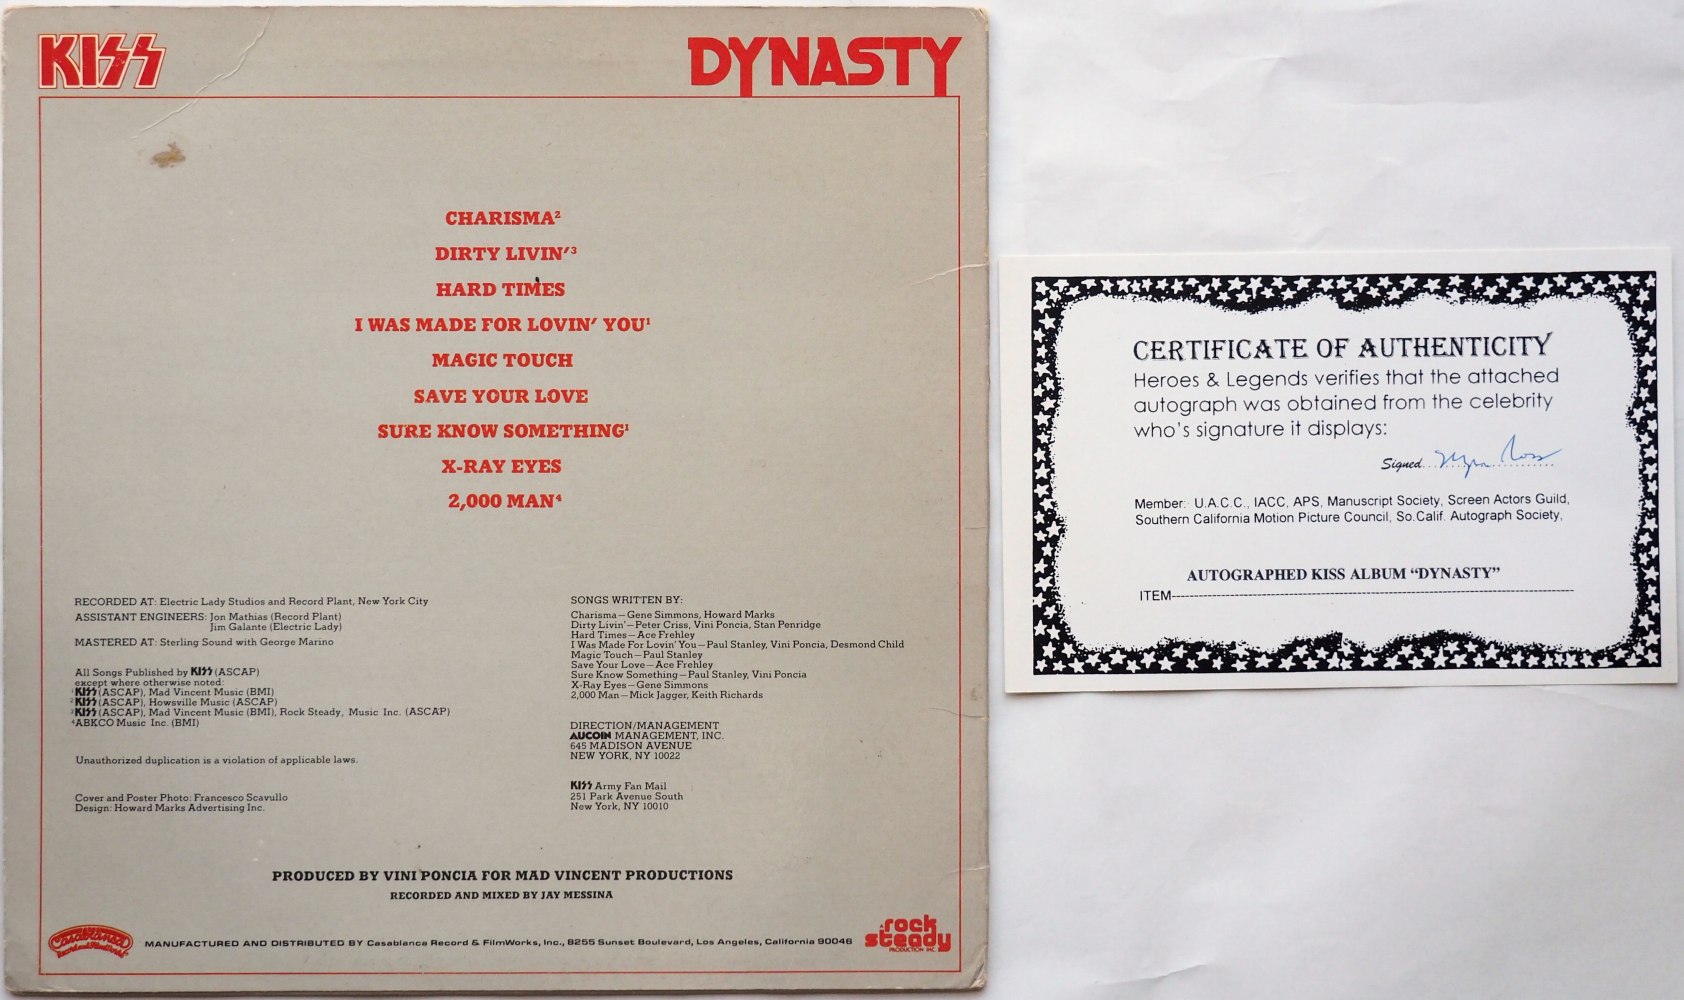 KISS
DYNASTY
CHARISMA²
DIRTY LIVIN'³
HARD TIMES
I WAS MADE FOR LOVIN' YOU¹
MAGIC TOUCH
SAVE YOUR LOVE
SURE KNOW SOMETHING¹
X-RAY EYES
2,000 MAN⁴
RECORDED AT: Electric Lady Studios and Record Plant, New York City
ASSISTANT ENGINEERS: Jon Mathias (Record Plant)
Jim Galante (Electric Lady)
MASTERED AT: Sterling Sound with George Marino
All Songs Published by KISS (ASCAP)
except where otherwise noted:
¹KISS (ASCAP), Mad Vincent Music (BMI)
²KISS (ASCAP), Howsville Music (ASCAP)
³KISS (ASCAP), Mad Vincent Music (BMI), Rock Steady, Music Inc. (ASCAP)
⁴ABKCO Music Inc. (BMI)
Unauthorized duplication is a violation of applicable laws.
Cover and Poster Photo: Francesco Scavullo
Design: Howard Marks Advertising Inc.
SONGS WRITTEN BY:
Charisma—Gene Simmons, Howard Marks
Dirty Livin'—Peter Criss, Vini Poncia, Stan Penridge
Hard Times—Ace Frehley
I Was Made For Lovin' You—Paul Stanley, Vini Poncia, Desmond Child
Magic Touch—Paul Stanley
Save Your Love—Ace Frehley
Sure Know Something—Paul Stanley, Vini Poncia
X-Ray Eyes—Gene Simmons
2,000 Man—Mick Jagger, Keith Richards
DIRECTION/MANAGEMENT
AUCOIN MANAGEMENT, INC.
645 MADISON AVENUE
NEW YORK, NY 10022
KISS Army Fan Mail
251 Park Avenue South
New York, NY 10010
PRODUCED BY VINI PONCIA FOR MAD VINCENT PRODUCTIONS
RECORDED AND MIXED BY JAY MESSINA
Casablanca
Record and FilmWorks
MANUFACTURED AND DISTRIBUTED BY Casablanca Record & FilmWorks, Inc., 8255 Sunset Boulevard, Los Angeles, California 90046
rock
steady
PRODUCTION INC.
CERTIFICATE OF AUTHENTICITY
Heroes & Legends verifies that the attached
autograph was obtained from the celebrity
who's signature it displays:
Signed Myra Ross
Member: U.A.C.C., IACC, APS, Manuscript Society, Screen Actors Guild,
Southern California Motion Picture Council, So.Calif. Autograph Society,
AUTOGRAPHED KISS ALBUM "DYNASTY"
ITEM